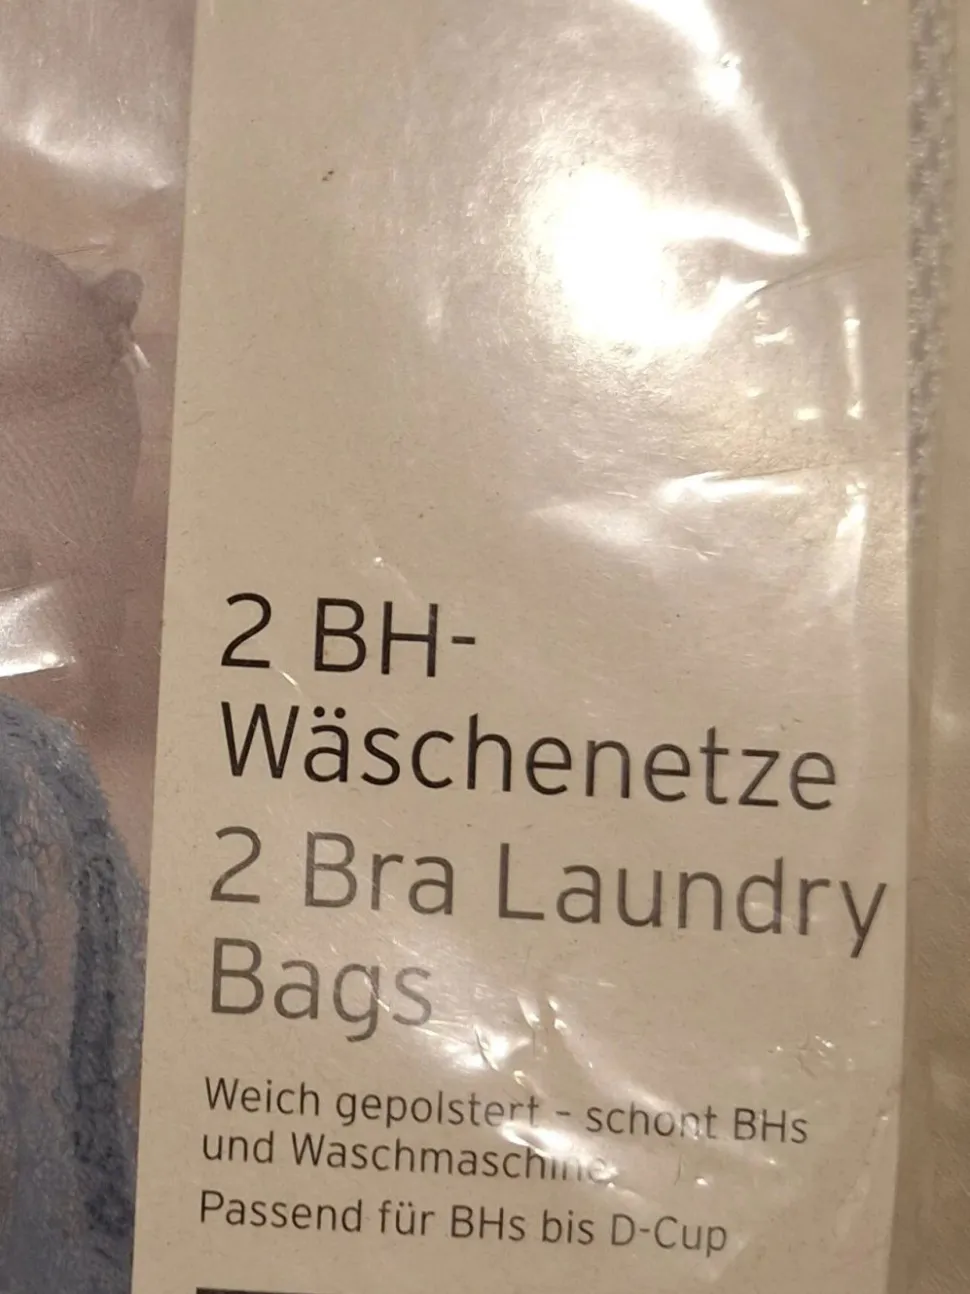 2 BH-
Wäschenetze
2 Bra Laundry
Bags
Weich gepolstert - schont BHs
und Waschmaschine
Passend für BHs bis D-Cup